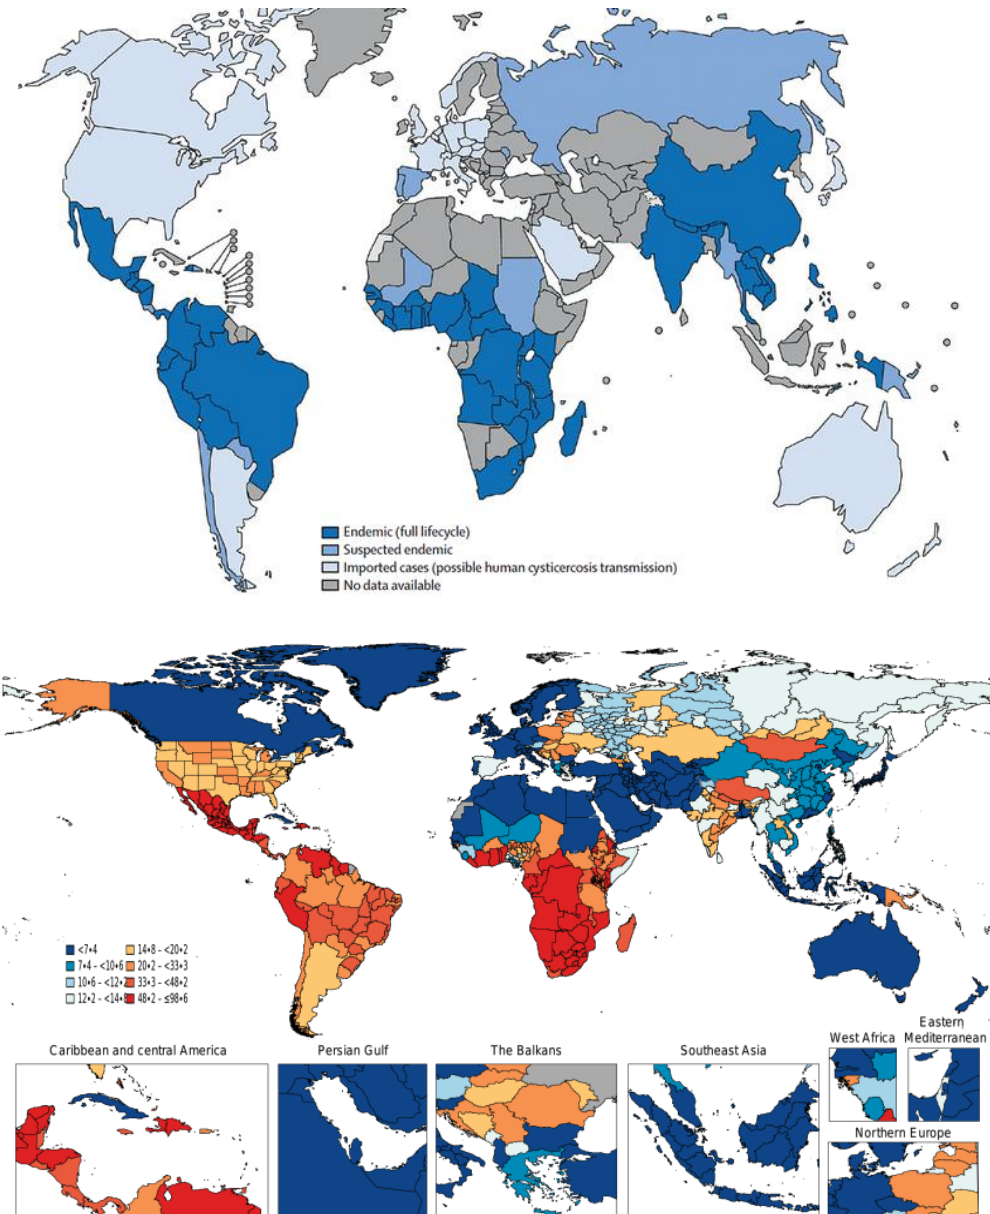 Endemic (full lifecycle)
Suspected endemic
Imported cases (possible human cysticercosis transmission)
No data available
<7•4
7•4 – <10•6
10•6 – <12•2
12•2 – <14•8
14•8 – <20•2
20•2 – <33•3
33•3 – <48•2
48•2 – ≤98•6
Caribbean and central America
Persian Gulf
The Balkans
Southeast Asia
West Africa
Eastern
Mediterranean
Northern Europe